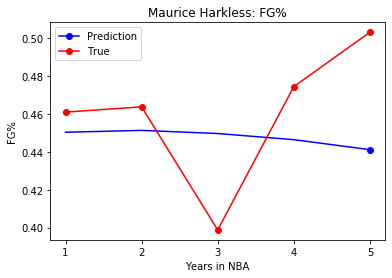 Maurice Harkless: FG%
Prediction
True
0.50
0.48
0.46
0.44
0.42
0.40
FG%
1 2 3 4 5
Years in NBA